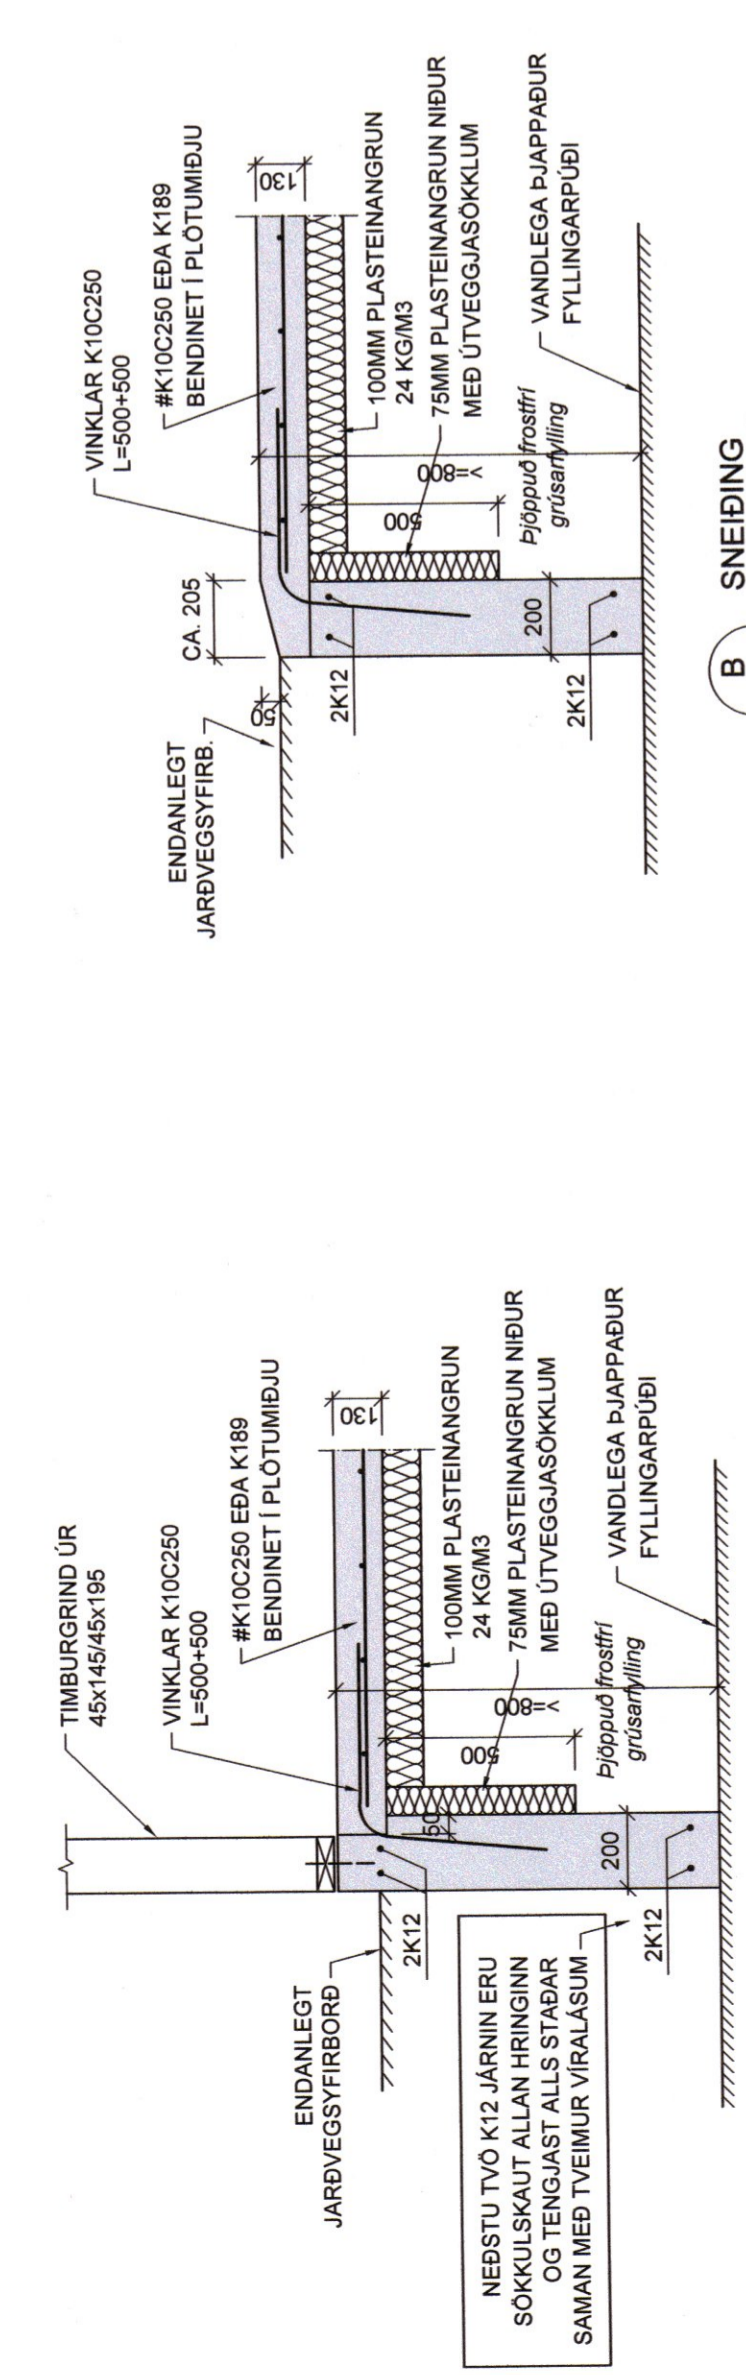 TIMBURGRIND ÚR
45x145/45x195
VINKLAR K10C250
L=500+500
#K10C250 EÐA K189
BENDINET Í PLÖTUMIÐJU
130
ENDANLEGT
JARÐVEGSYFIRBORÐ
2K12
50
100MM PLASTEINANGRUN
24 KG/M3
500
>=800
75MM PLASTEINANGRUN NIÐUR
MEÐ ÚTVEGGJASÖKKLUM
NEÐSTU TVÖ K12 JÁRNIN ERU
SÖKKULSKAUT ALLAN HRINGINN
OG TENGJAST ALLS STAÐAR
SAMAN MEÐ TVEIMUR VÍRALÁSUM
200
2K12
Þjöppuð frostfrí
grúsarfylling
VANDLEGA ÞJAPPAÐUR
FYLLINGARPÚÐI
VINKLAR K10C250
L=500+500
#K10C250 EÐA K189
BENDINET Í PLÖTUMIÐJU
130
CA. 205
ENDANLEGT
JARÐVEGSYFIRB.
50
2K12
100MM PLASTEINANGRUN
24 KG/M3
500
>=800
75MM PLASTEINANGRUN NIÐUR
MEÐ ÚTVEGGJASÖKKLUM
200
2K12
Þjöppuð frostfrí
grúsarfylling
VANDLEGA ÞJAPPAÐUR
FYLLINGARPÚÐI
B SNEIÐING